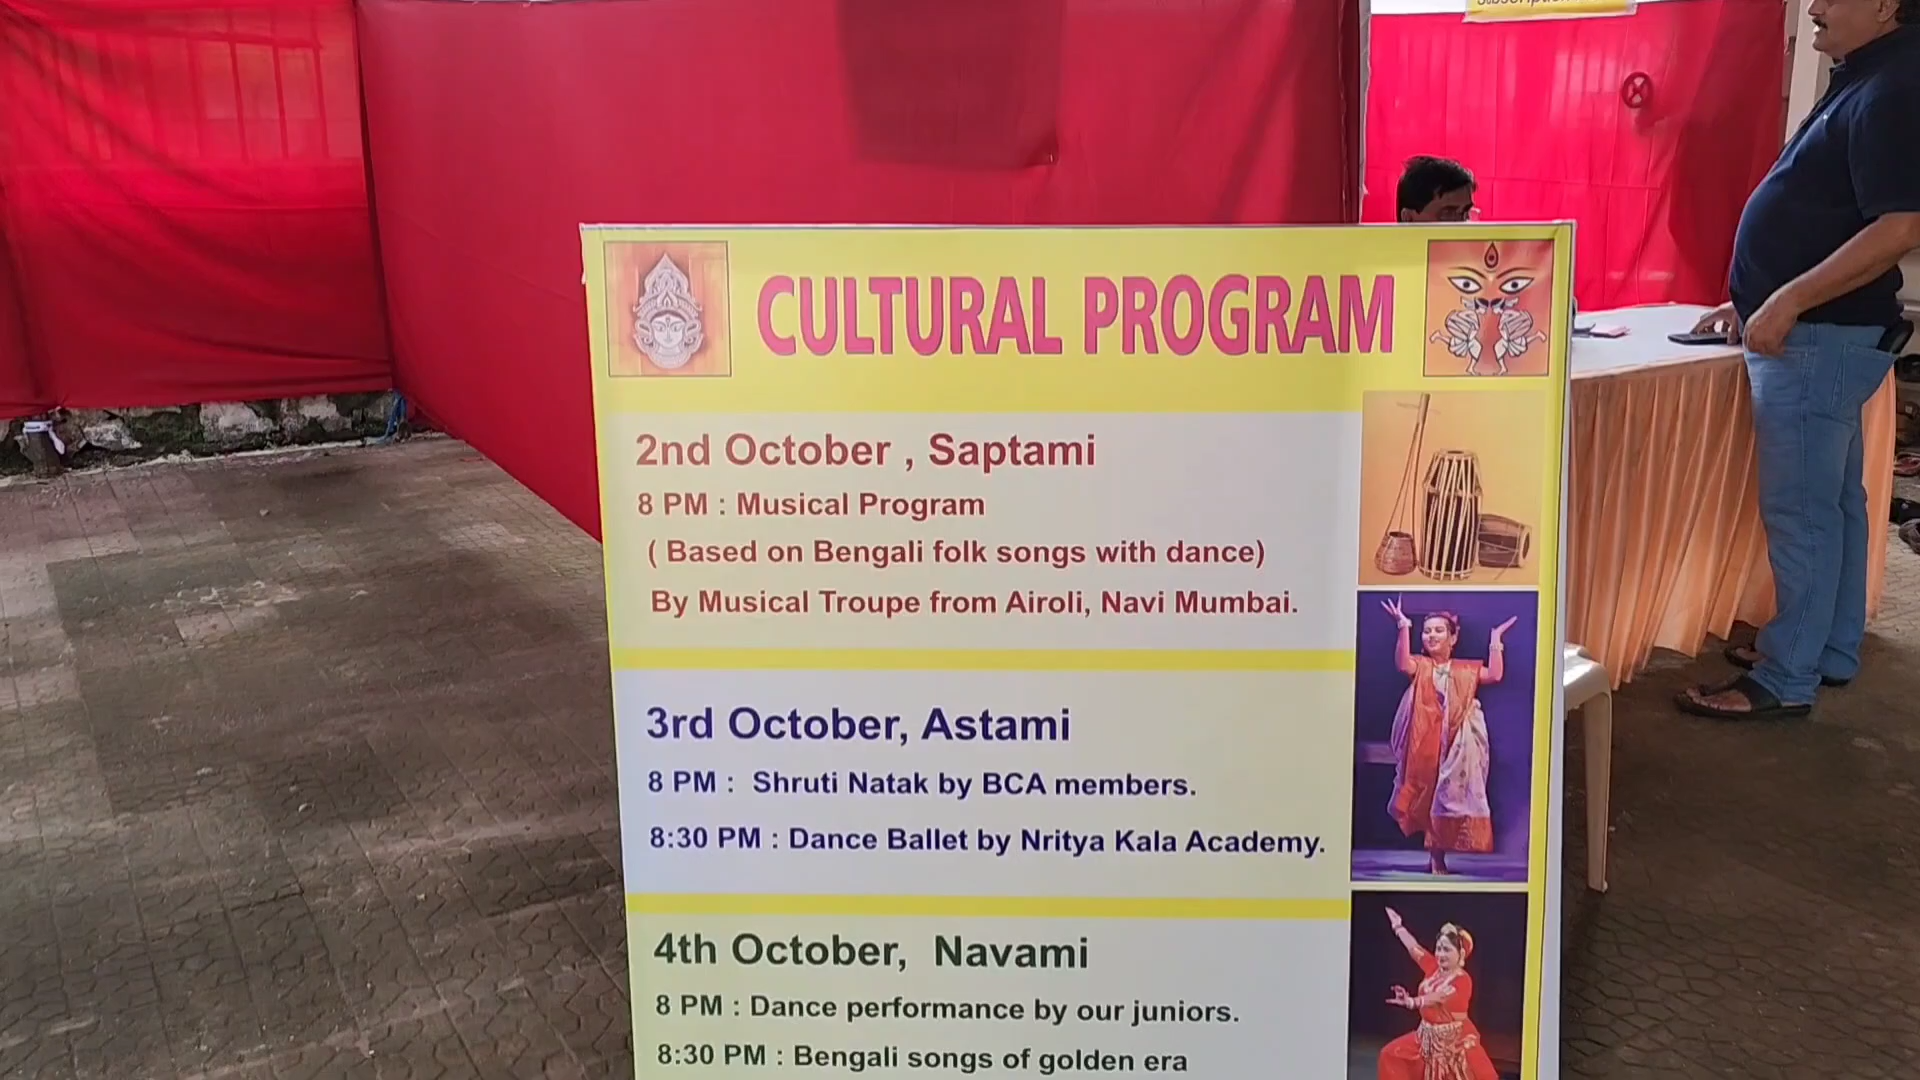 CULTURAL PROGRAM
2nd October , Saptami
8 PM : Musical Program
( Based on Bengali folk songs with dance)
By Musical Troupe from Airoli, Navi Mumbai.
3rd October, Astami
8 PM : Shruti Natak by BCA members.
8:30 PM : Dance Ballet by Nritya Kala Academy.
4th October, Navami
8 PM : Dance performance by our juniors.
8:30 PM : Bengali songs of golden era